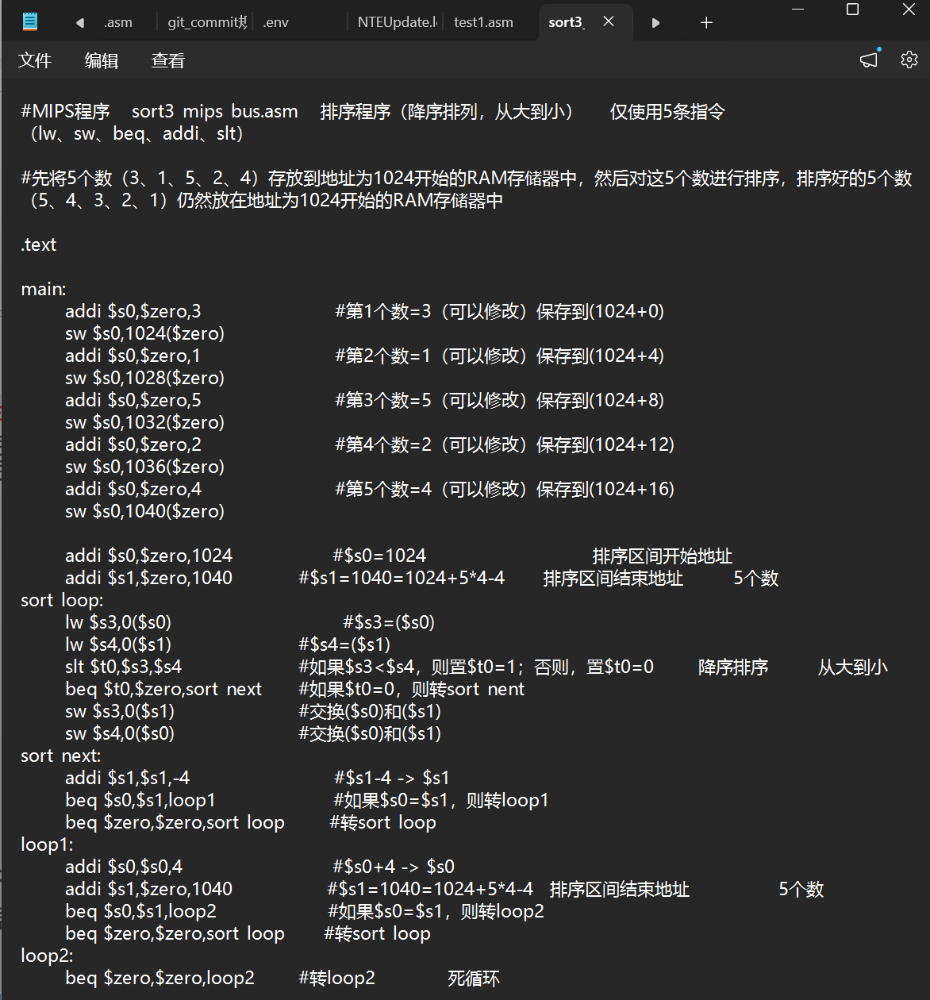 .asm git_commit规 .env NTEUpdate.l test1.asm sort3_
文件 编辑 查看
#MIPS程序 sort3 mips bus.asm 排序程序（降序排列，从大到小） 仅使用5条指令
（lw、sw、beq、addi、slt）
#先将5个数（3、1、5、2、4）存放到地址为1024开始的RAM存储器中，然后对这5个数进行排序，排序好的5个数
（5、4、3、2、1）仍然放在地址为1024开始的RAM存储器中
.text
main:
addi $s0,$zero,3 #第1个数=3（可以修改）保存到(1024+0)
sw $s0,1024($zero)
addi $s0,$zero,1 #第2个数=1（可以修改）保存到(1024+4)
sw $s0,1028($zero)
addi $s0,$zero,5 #第3个数=5（可以修改）保存到(1024+8)
sw $s0,1032($zero)
addi $s0,$zero,2 #第4个数=2（可以修改）保存到(1024+12)
sw $s0,1036($zero)
addi $s0,$zero,4 #第5个数=4（可以修改）保存到(1024+16)
sw $s0,1040($zero)
addi $s0,$zero,1024 #$s0=1024 排序区间开始地址
addi $s1,$zero,1040 #$s1=1040=1024+5*4-4 排序区间结束地址 5个数
sort loop:
lw $s3,0($s0) #$s3=($s0)
lw $s4,0($s1) #$s4=($s1)
slt $t0,$s3,$s4 #如果$s3<$s4，则置$t0=1；否则，置$t0=0 降序排序 从大到小
beq $t0,$zero,sort next #如果$t0=0，则转sort nent
sw $s3,0($s1) #交换($s0)和($s1)
sw $s4,0($s0) #交换($s0)和($s1)
sort next:
addi $s1,$s1,-4 #$s1-4 -> $s1
beq $s0,$s1,loop1 #如果$s0=$s1，则转loop1
beq $zero,$zero,sort loop #转sort loop
loop1:
addi $s0,$s0,4 #$s0+4 -> $s0
addi $s1,$zero,1040 #$s1=1040=1024+5*4-4 排序区间结束地址 5个数
beq $s0,$s1,loop2 #如果$s0=$s1，则转loop2
beq $zero,$zero,sort loop #转sort loop
loop2:
beq $zero,$zero,loop2 #转loop2 死循环